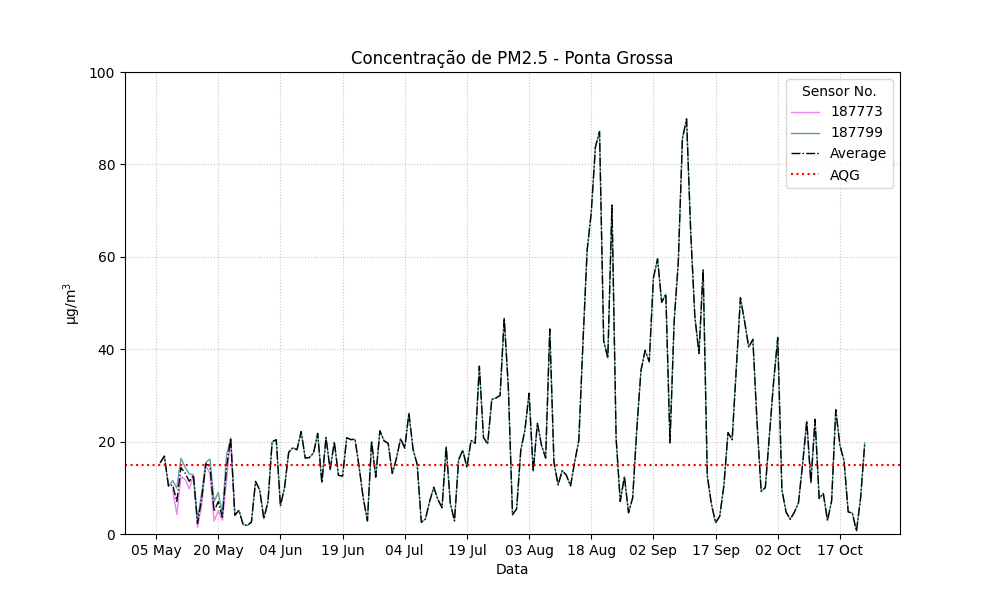 Concentração de PM2.5 - Ponta Grossa
100
80
60
40
20
0
µg/m³
Sensor No.
187773
187799
Average
AQG
05 May 20 May 04 Jun 19 Jun 04 Jul 19 Jul 03 Aug 18 Aug 02 Sep 17 Sep 02 Oct 17 Oct
Data